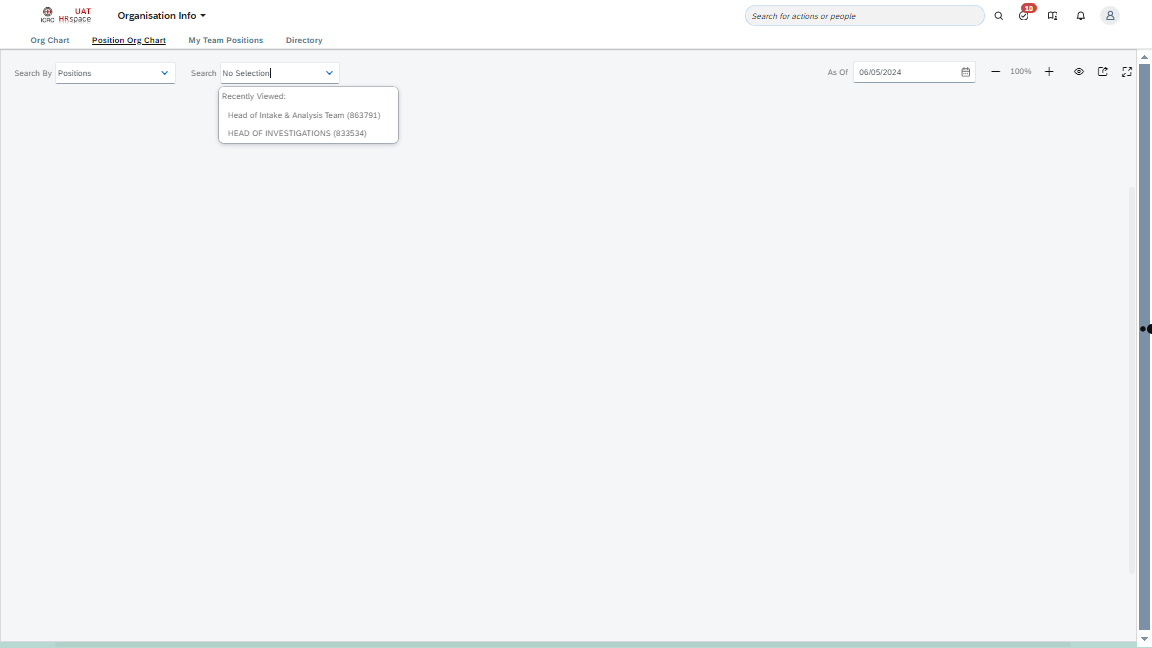 ICRC
UAT
HRspace
Organisation Info
Search for actions or people
10
Org Chart
Position Org Chart
My Team Positions
Directory
Search By
Positions
Search
No Selection
As Of
06/05/2024
100%
Recently Viewed:
Head of Intake & Analysis Team (863791)
HEAD OF INVESTIGATIONS (833534)